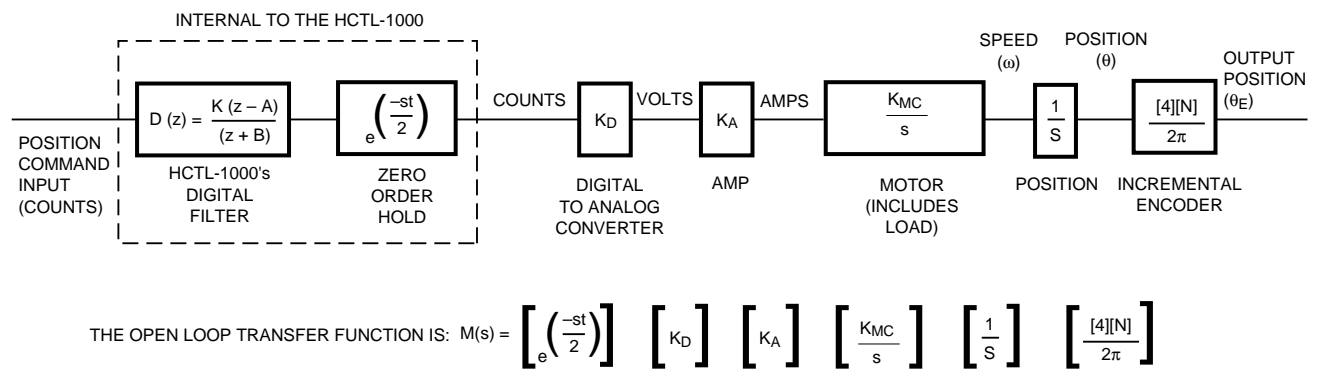 INTERNAL TO THE HCTL-1000
POSITION
COMMAND
INPUT
(COUNTS)
D (z) = K (z – A)
(z + B)
HCTL-1000's
DIGITAL
FILTER
e(–st/2)
ZERO
ORDER
HOLD
COUNTS
KD
DIGITAL
TO ANALOG
CONVERTER
VOLTS
KA
AMP
AMPS
KMC
s
MOTOR
(INCLUDES
LOAD)
SPEED
(ω)
1
S
POSITION
POSITION
(θ)
[4][N]
2π
INCREMENTAL
ENCODER
OUTPUT
POSITION
(θE)
THE OPEN LOOP TRANSFER FUNCTION IS: M(s) = [e(–st/2)] [KD] [KA] [KMC/s] [1/S] [[4][N]/2π]